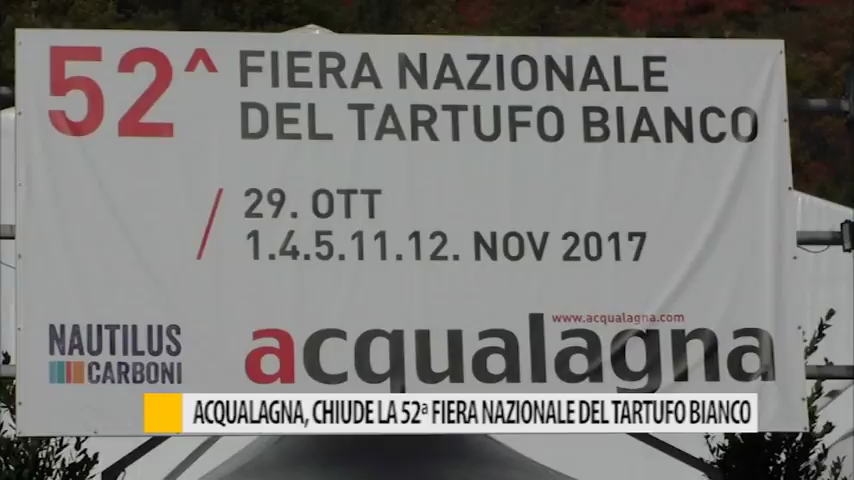 52^ FIERA NAZIONALE
DEL TARTUFO BIANCO
/ 29. OTT
1.4.5.11.12. NOV 2017
www.acqualagna.com
NAUTILUS
CARBONI
acqualagna
ACQUALAGNA, CHIUDE LA 52ª FIERA NAZIONALE DEL TARTUFO BIANCO